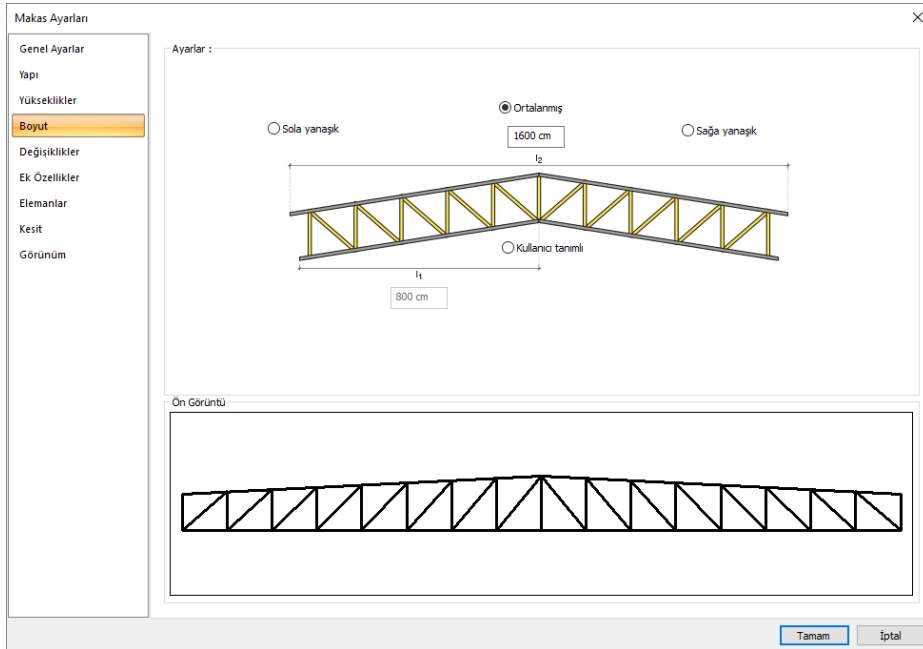 Makas Ayarları
Genel Ayarlar
Yapı
Yükseklikler
Boyut
Değişiklikler
Ek Özellikler
Elemanlar
Kesit
Görünüm
Ayarlar :
Ortalanmış
Sola yanaşık
1600 cm
Sağa yanaşık
l2
Kullanıcı tanımlı
l1
800 cm
Ön Görüntü
Tamam
İptal